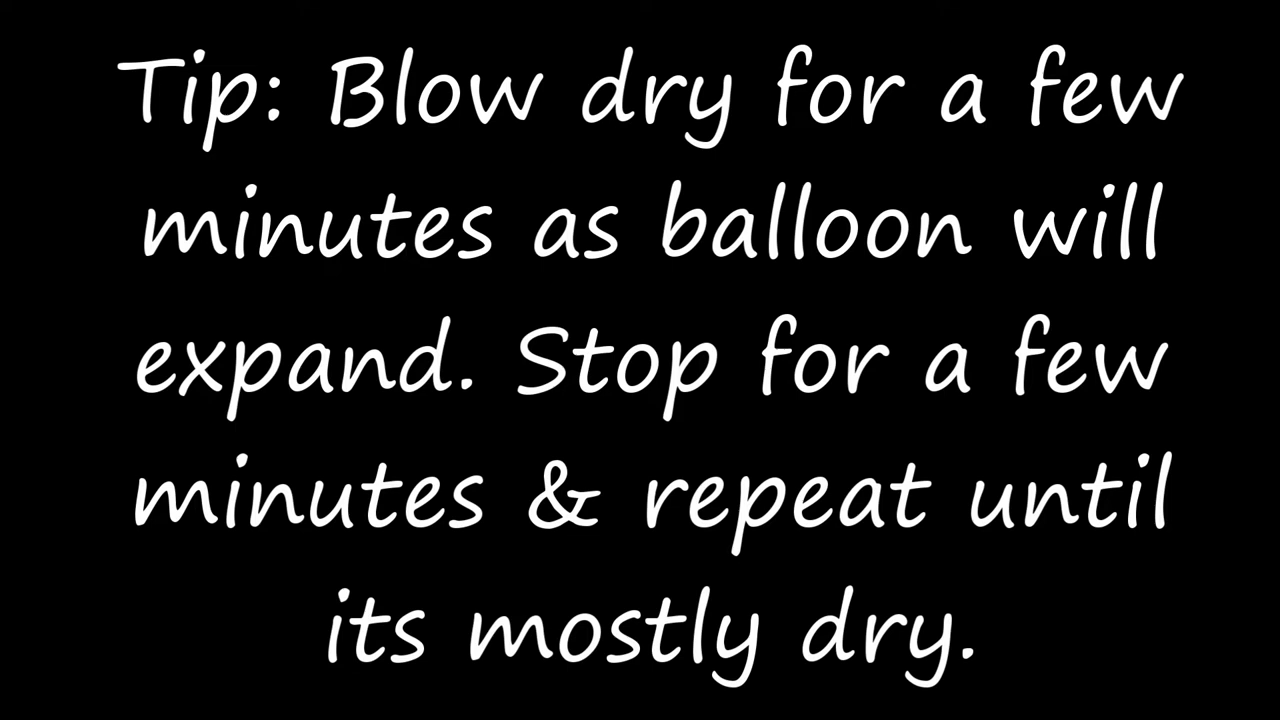 Tip: Blow dry for a few
minutes as balloon will
expand. Stop for a few
minutes & repeat until
its mostly dry.